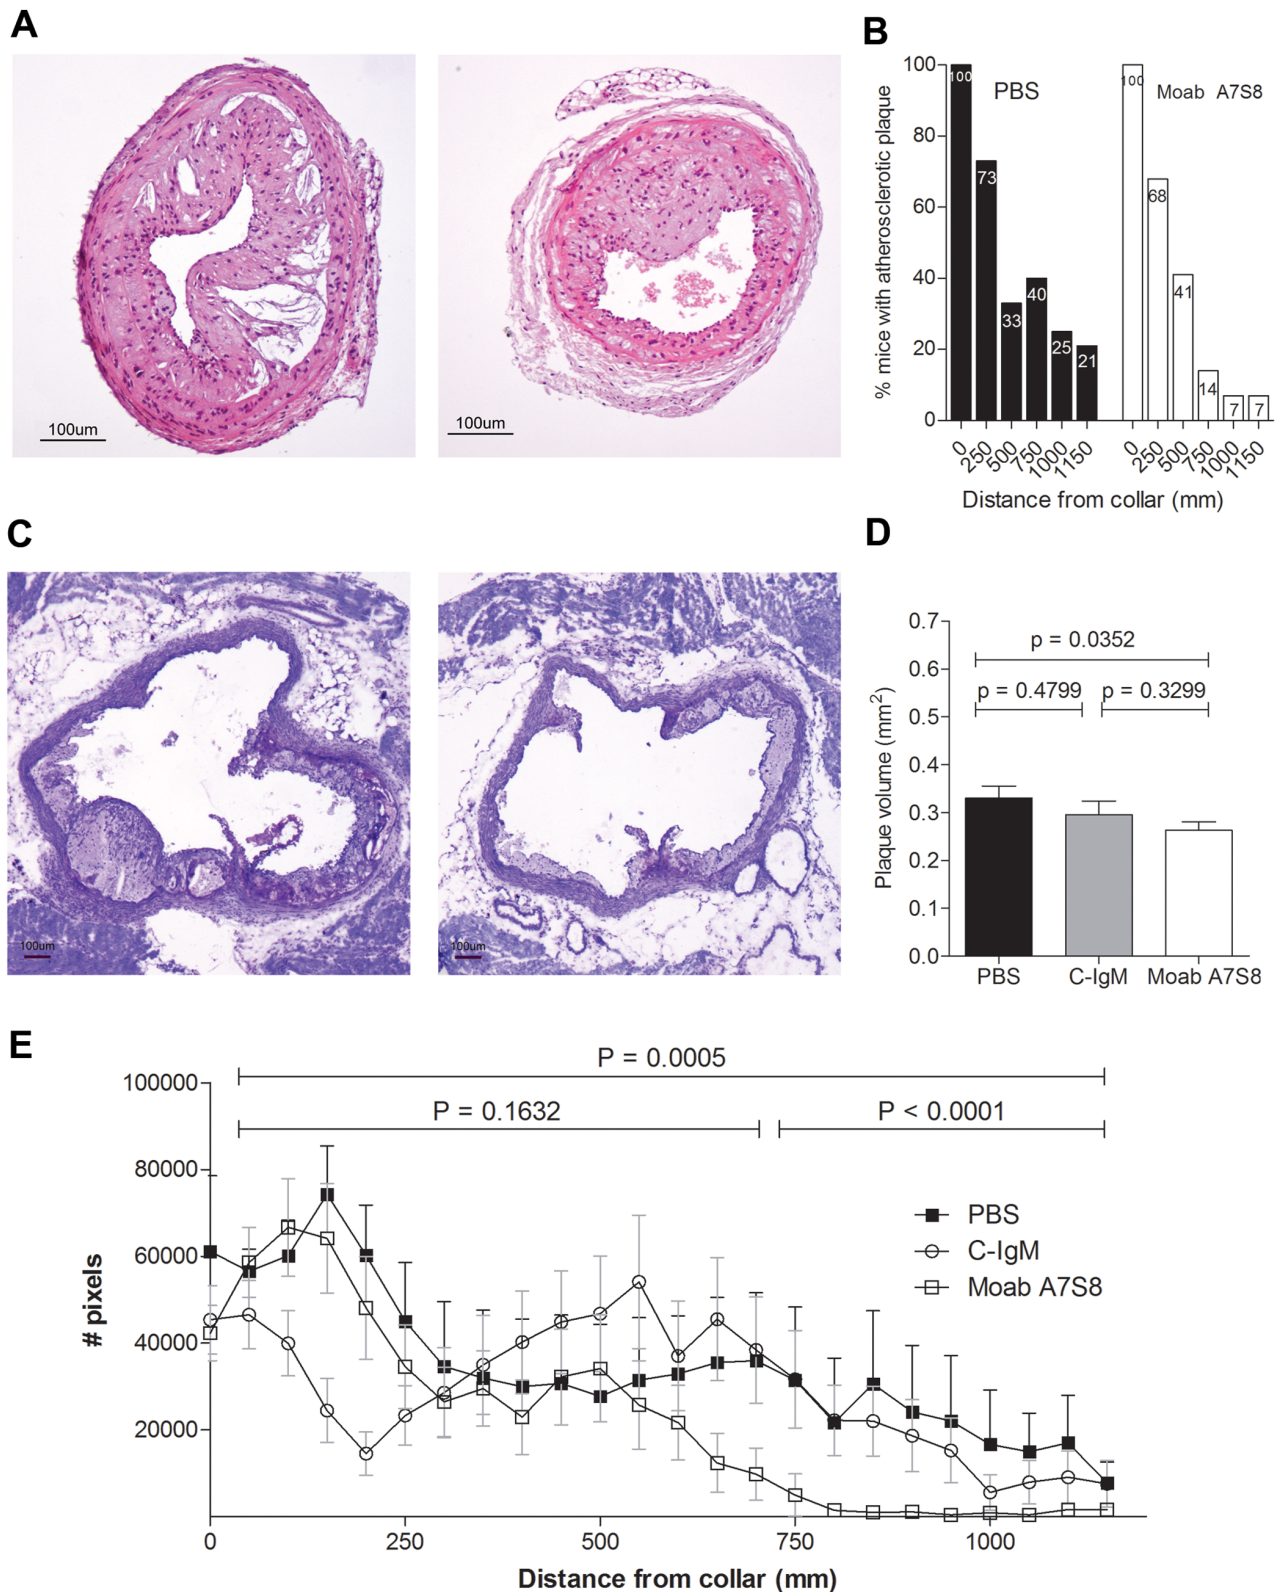 A
100um
100um
B
% mice with atherosclerotic plaque
100
80
60
40
20
0
PBS
Moab A7S8
100
73
33
40
25
21
100
68
41
14
7
7
0
250
500
750
1000
1150
0
250
500
750
1000
1150
Distance from collar (mm)
C
100um
100um
D
Plaque volume (mm2)
0.7
0.6
0.5
0.4
0.3
0.2
0.1
0.0
p = 0.0352
p = 0.4799
p = 0.3299
PBS
C-IgM
Moab A7S8
E
# pixels
100000
80000
60000
40000
20000
P = 0.0005
P = 0.1632
P < 0.0001
PBS
C-IgM
Moab A7S8
0
250
500
750
1000
Distance from collar (mm)